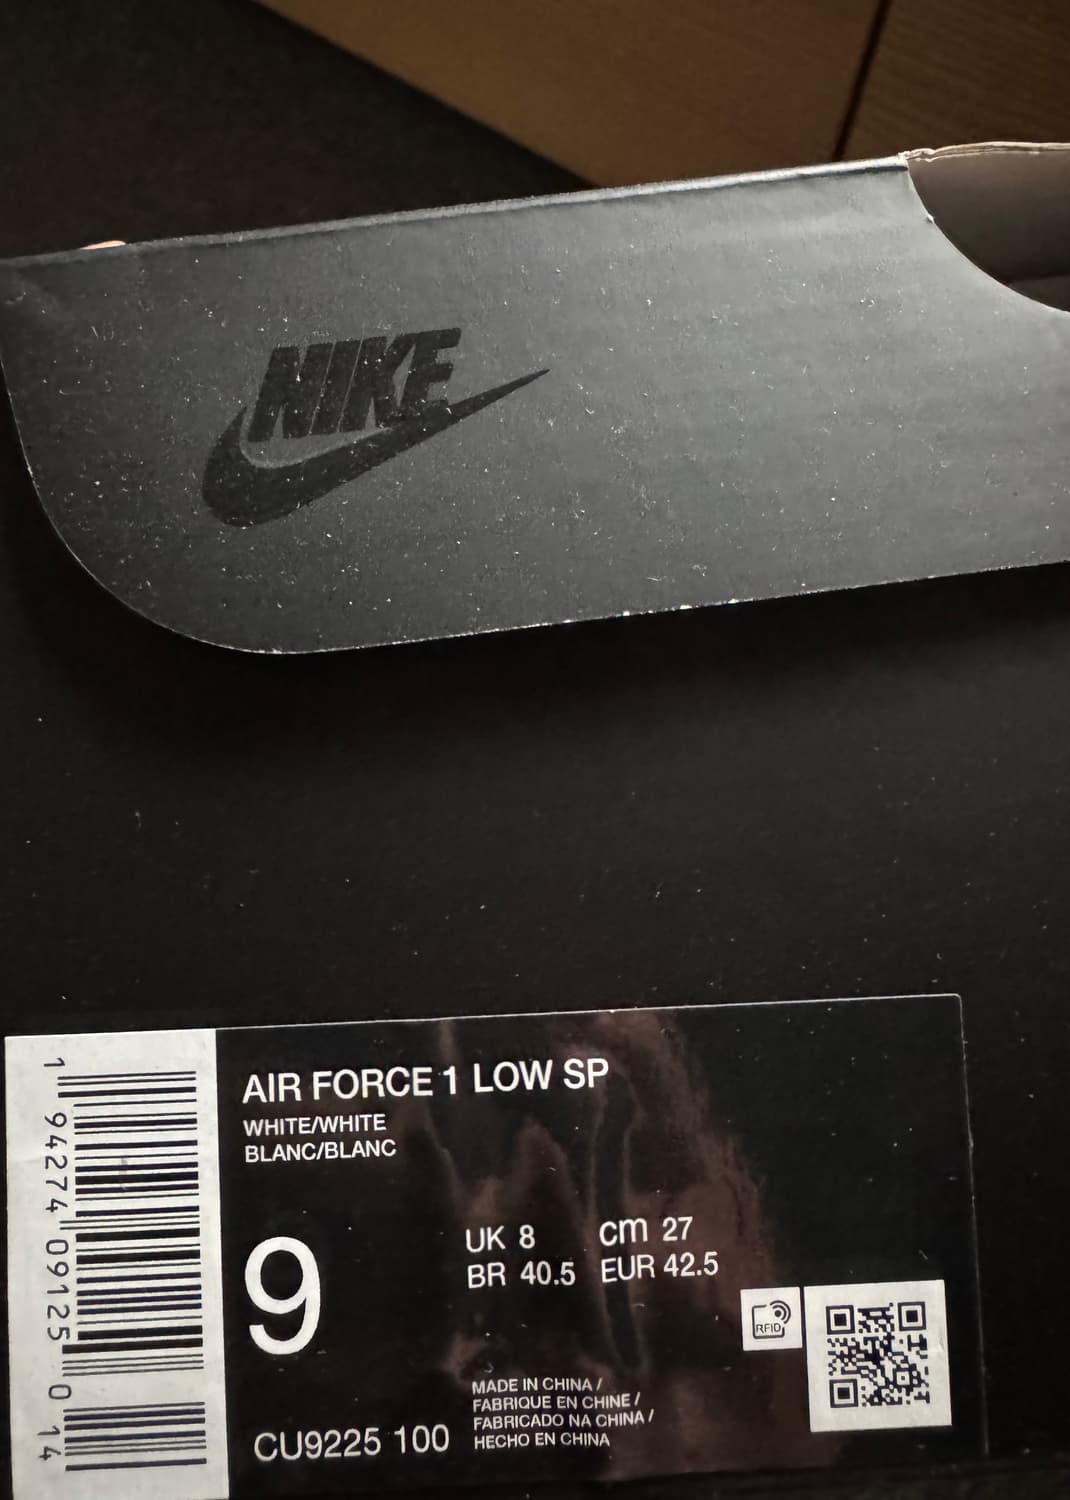 NIKE
AIR FORCE 1 LOW SP
WHITE/WHITE
BLANC/BLANC
9
UK 8 cm 27
BR 40.5 EUR 42.5
RFID
MADE IN CHINA /
FABRIQUE EN CHINE /
FABRICADO NA CHINA /
HECHO EN CHINA
CU9225 100
1 94274 09125 0 14